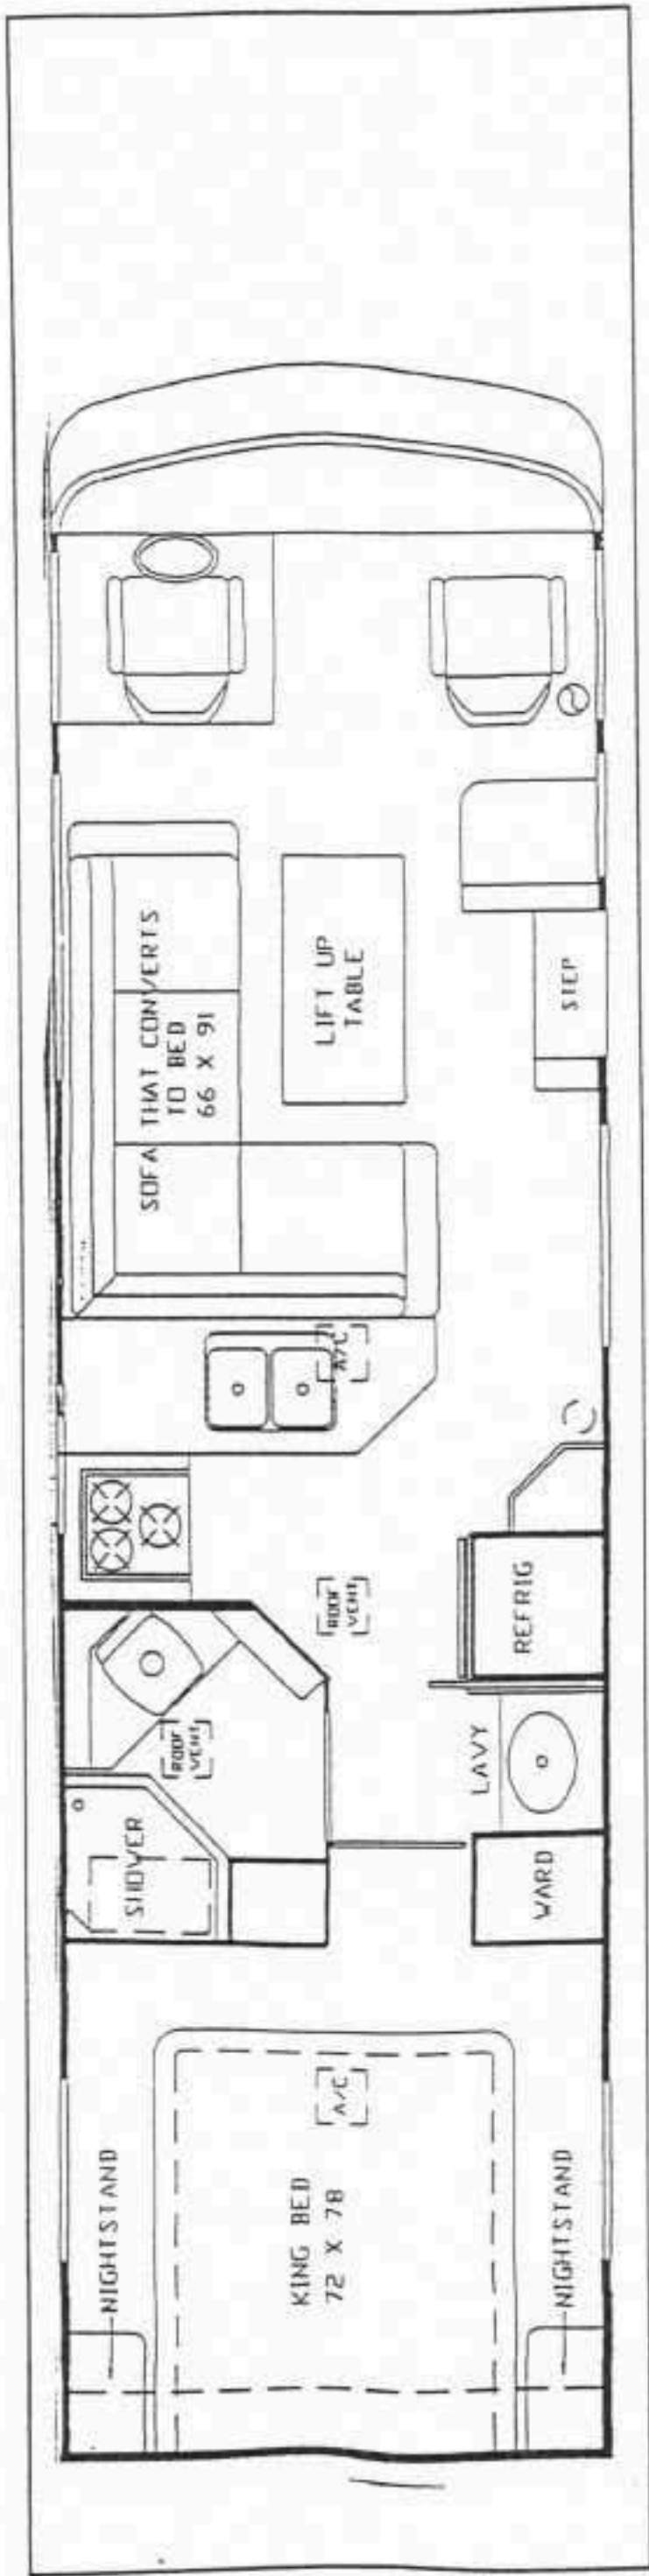 SOFA THAT CONVERTS
TO BED
66 X 91
LIFT UP
TABLE
STEP
A/C
ROOF
VENT
REFRIG
ROOF
VENT
LAVY
SHOWER
WARD
A/C
NIGHTSTAND
KING BED
72 X 78
NIGHTSTAND